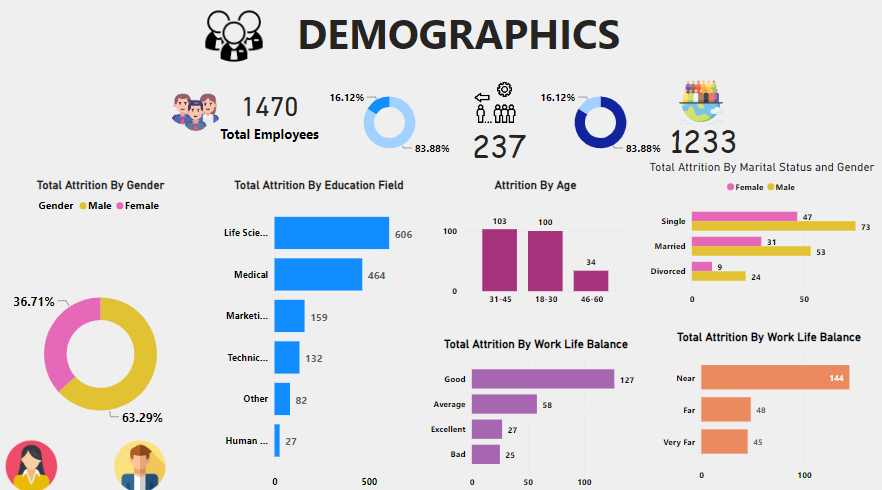 DEMOGRAPHICS
1470
Total Employees
16.12%
83.88%
237
16.12%
83.88%
1233
Total Attrition By Gender
Gender Male Female
36.71%
63.29%
Total Attrition By Education Field
Life Scie... 606
Medical 464
Marketi... 159
Technic... 132
Other 82
Human ... 27
0 500
Attrition By Age
100
0
103 100 34
31-45 18-30 46-60
Total Attrition By Marital Status and Gender
Female Male
Single 47
73
Married 31
53
Divorced 9
24
0 50
Total Attrition By Work Life Balance
Good 127
Average 58
Excellent 27
Bad 25
0 50 100
Total Attrition By Work Life Balance
Near 144
Far 48
Very Far 45
0 100